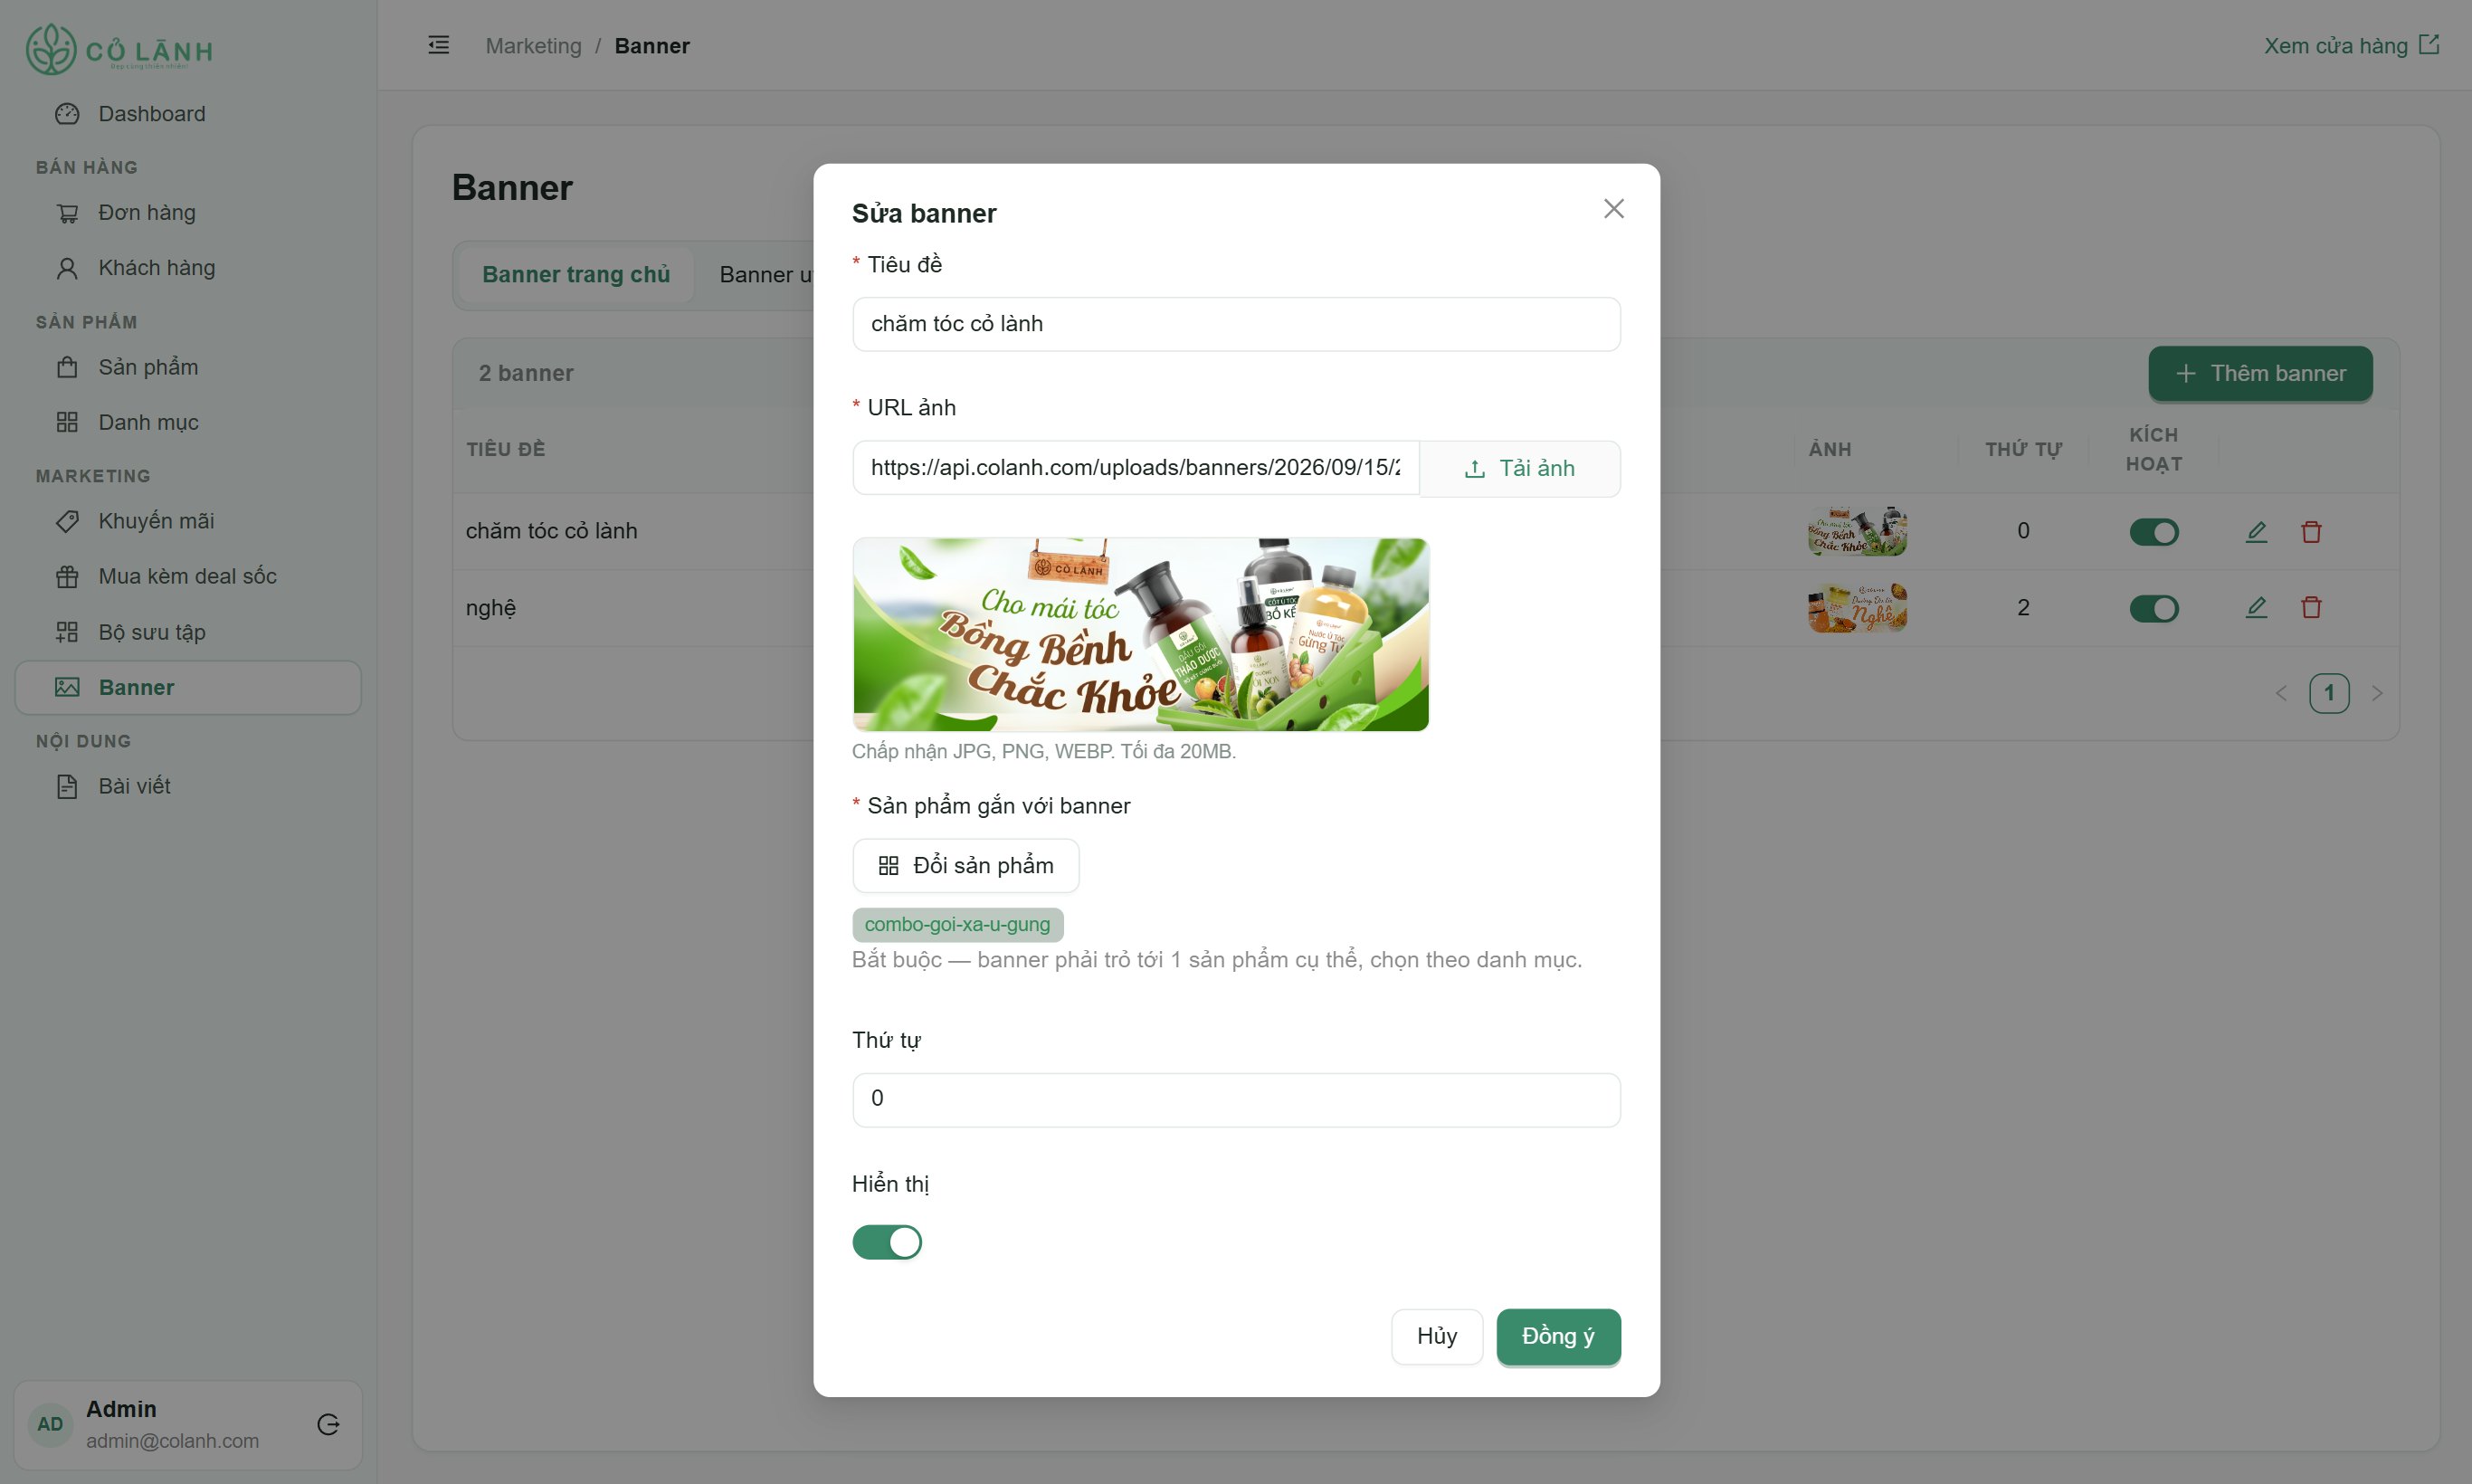 CỎ LÀNH
Dashboard
BÁN HÀNG
Đơn hàng
Khách hàng
SẢN PHẨM
Sản phẩm
Danh mục
MARKETING
Khuyến mãi
Mua kèm deal sốc
Bộ sưu tập
Banner
NỘI DUNG
Bài viết
AD
Admin
admin@colanh.com
Marketing / Banner
Xem cửa hàng
Banner
Banner trang chủ
Banner
2 banner
Thêm banner
TIÊU ĐỀ
ẢNH
THỨ TỰ
KÍCH
HOẠT
chăm tóc cỏ lành
0
nghệ
2
1
Sửa banner
* Tiêu đề
chăm tóc cỏ lành
* URL ảnh
https://api.colanh.com/uploads/banners/2026/09/15/
Tải ảnh
CỎ LÀNH
Cho mái tóc
Bồng Bềnh
Chắc Khỏe
DẦU GỘI
THẢO DƯỢC
Nước Ủ Tóc
Chấp nhận JPG, PNG, WEBP. Tối đa 20MB.
* Sản phẩm gắn với banner
Đổi sản phẩm
combo-goi-xa-u-gung
Bắt buộc — banner phải trỏ tới 1 sản phẩm cụ thể, chọn theo danh mục.
Thứ tự
0
Hiển thị
Hủy
Đồng ý